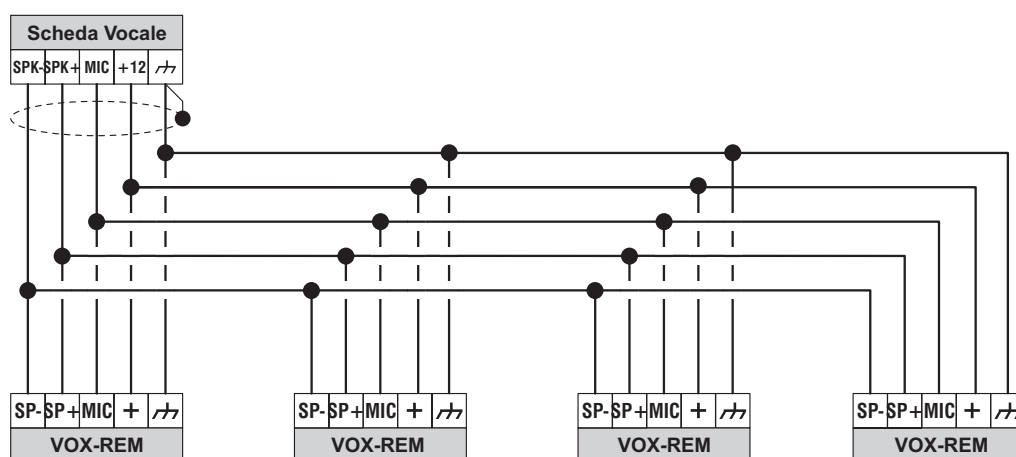 Scheda Vocale
SPK- SPK+ MIC +12
SP- SP+ MIC + SP- SP+ MIC + SP- SP+ MIC + SP- SP+ MIC +
VOX-REM VOX-REM VOX-REM VOX-REM